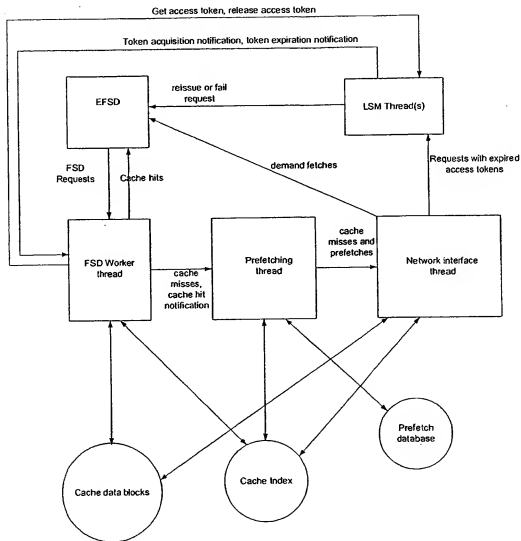 Get access token, release access token
Token acquisition notification, token expiration notification
EFSD
reissue or fail
request
LSM Thread(s)
FSD
Requests
Cache hits
demand fetches
Requests with expired
access tokens
FSD Worker
thread
cache
misses,
cache hit
notification
Prefetching
thread
cache
misses and
prefetches
Network interface
thread
Cache data blocks
Cache Index
Prefetch
database